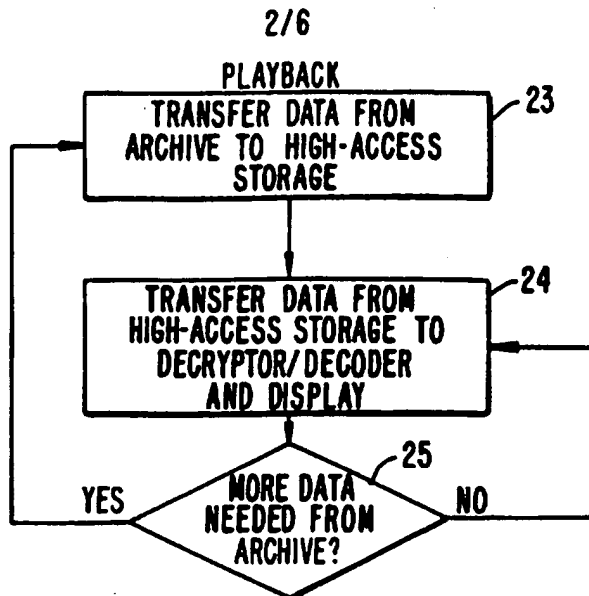 2/6
PLAYBACK
TRANSFER DATA FROM
ARCHIVE TO HIGH-ACCESS
STORAGE
23
TRANSFER DATA FROM
HIGH-ACCESS STORAGE TO
DECRYPTOR/DECODER
AND DISPLAY
24
25
YES
MORE DATA
NEEDED FROM
ARCHIVE?
NO